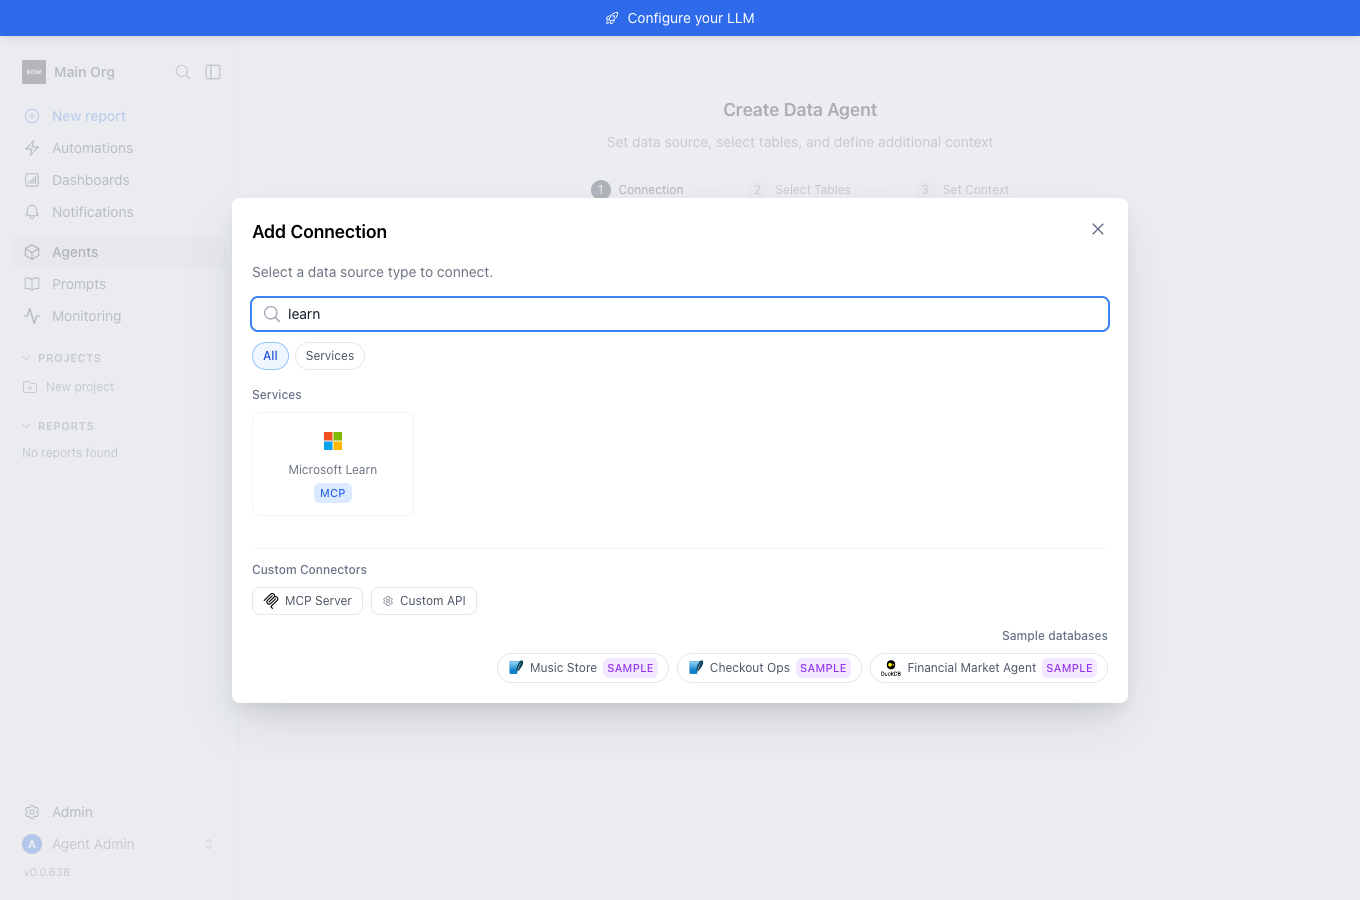 Configure your LLM
BOW
Main Org
New report
Automations
Dashboards
Notifications
Agents
Prompts
Monitoring
PROJECTS
New project
REPORTS
No reports found
Admin
A
Agent Admin
v0.0.638
Create Data Agent
Set data source, select tables, and define additional context
1 Connection 2 Select Tables 3 Set Context
Add Connection
Select a data source type to connect.
learn
All Services
Services
Microsoft Learn
MCP
Custom Connectors
MCP Server Custom API
Sample databases
Music Store SAMPLE Checkout Ops SAMPLE DuckDB Financial Market Agent SAMPLE